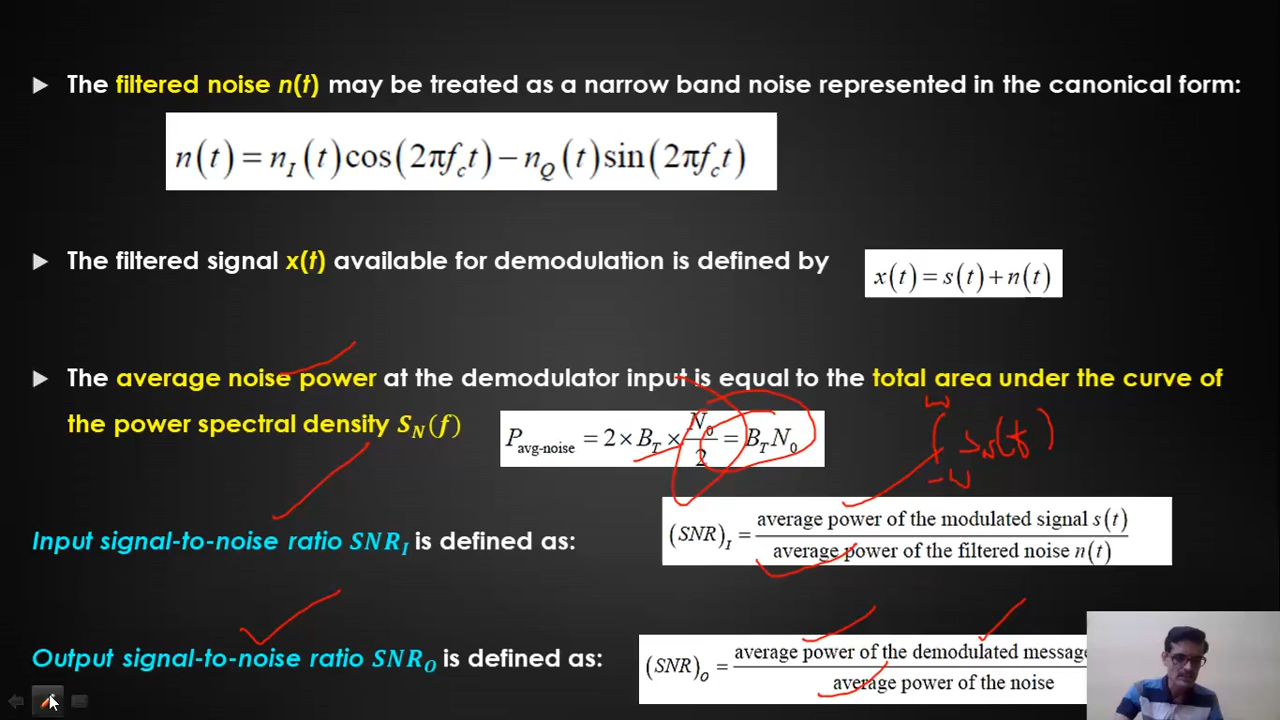 ▶ The filtered noise n(t) may be treated as a narrow band noise represented in the canonical form:
n(t) = n_I(t)cos(2πf_c t) − n_Q(t)sin(2πf_c t)
▶ The filtered signal x(t) available for demodulation is defined by x(t) = s(t) + n(t)
▶ The average noise power at the demodulator input is equal to the total area under the curve of
the power spectral density S_N(f) P_avg-noise = 2 × B_T × N_0/2 = B_T N_0
W
∫ S_N(f)
-W
Input signal-to-noise ratio SNR_I is defined as: (SNR)_I = average power of the modulated signal s(t) / average power of the filtered noise n(t)
Output signal-to-noise ratio SNR_O is defined as: (SNR)_O = average power of the demodulated message / average power of the noise